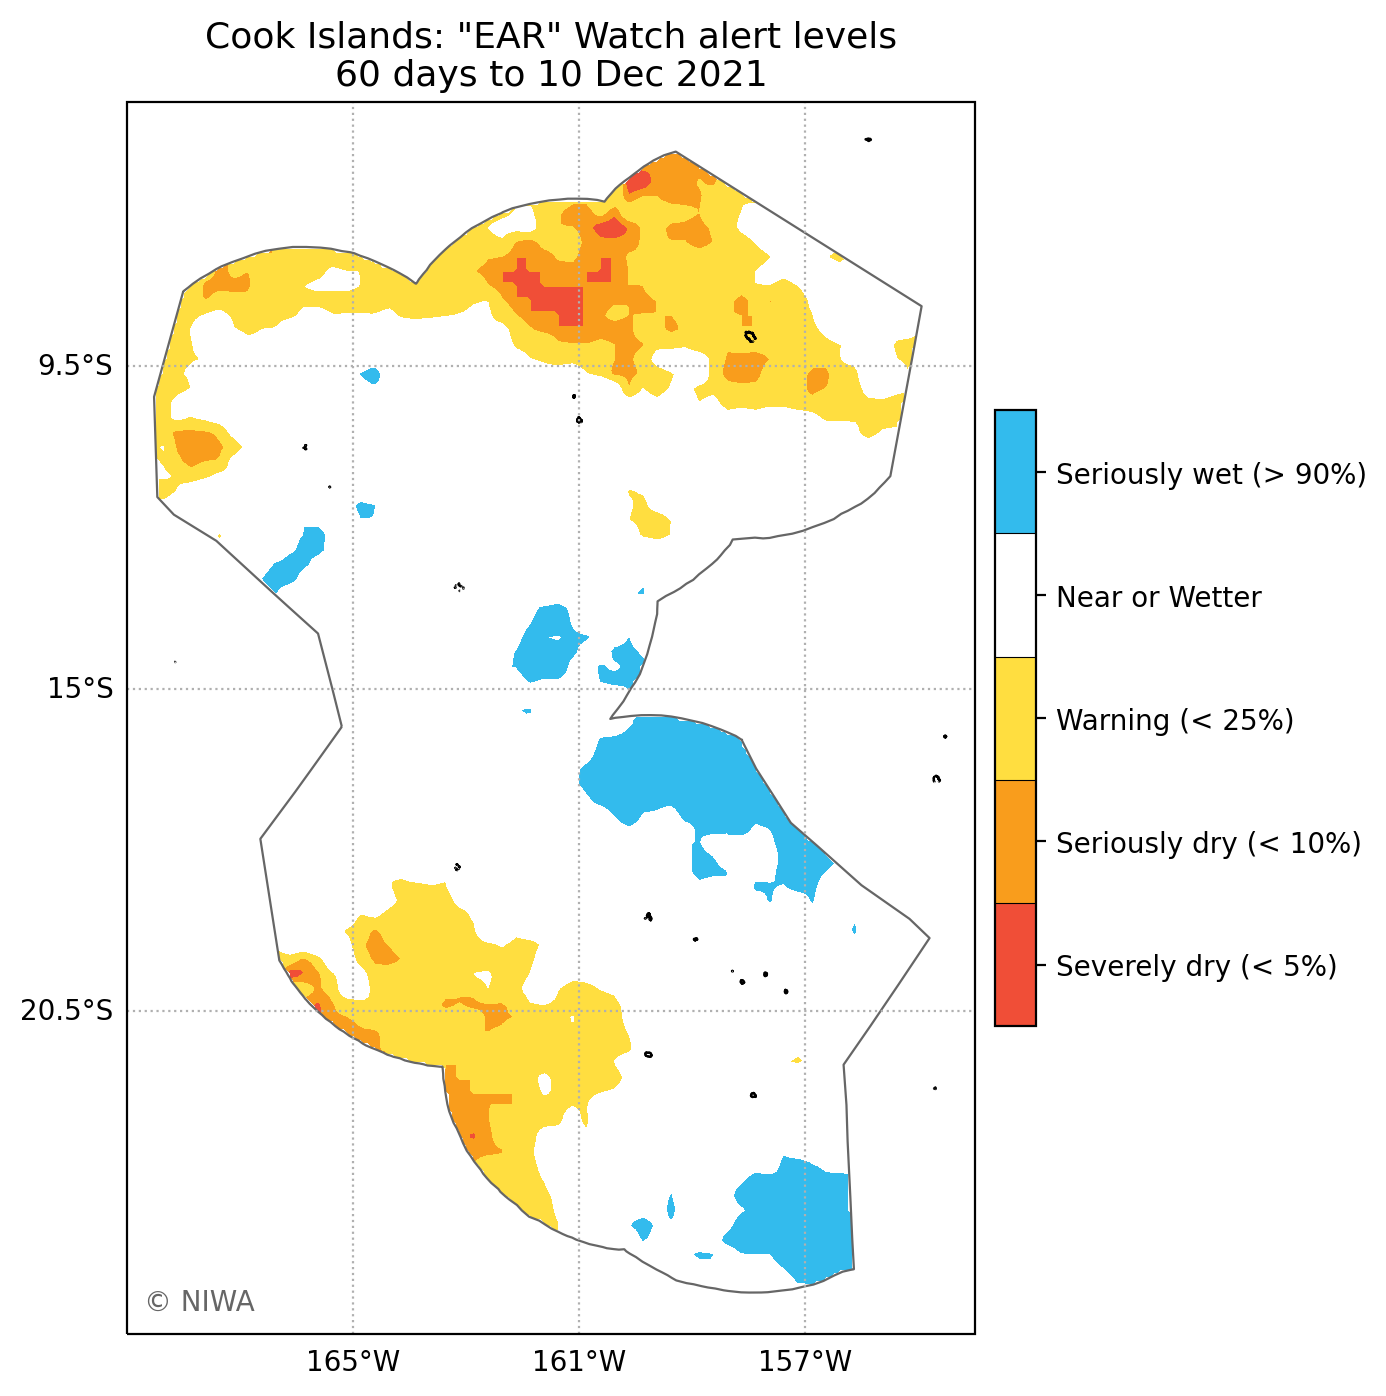 Cook Islands: "EAR" Watch alert levels
60 days to 10 Dec 2021
9.5°S
15°S
20.5°S
165°W
161°W
157°W
Seriously wet (> 90%)
Near or Wetter
Warning (< 25%)
Seriously dry (< 10%)
Severely dry (< 5%)
© NIWA